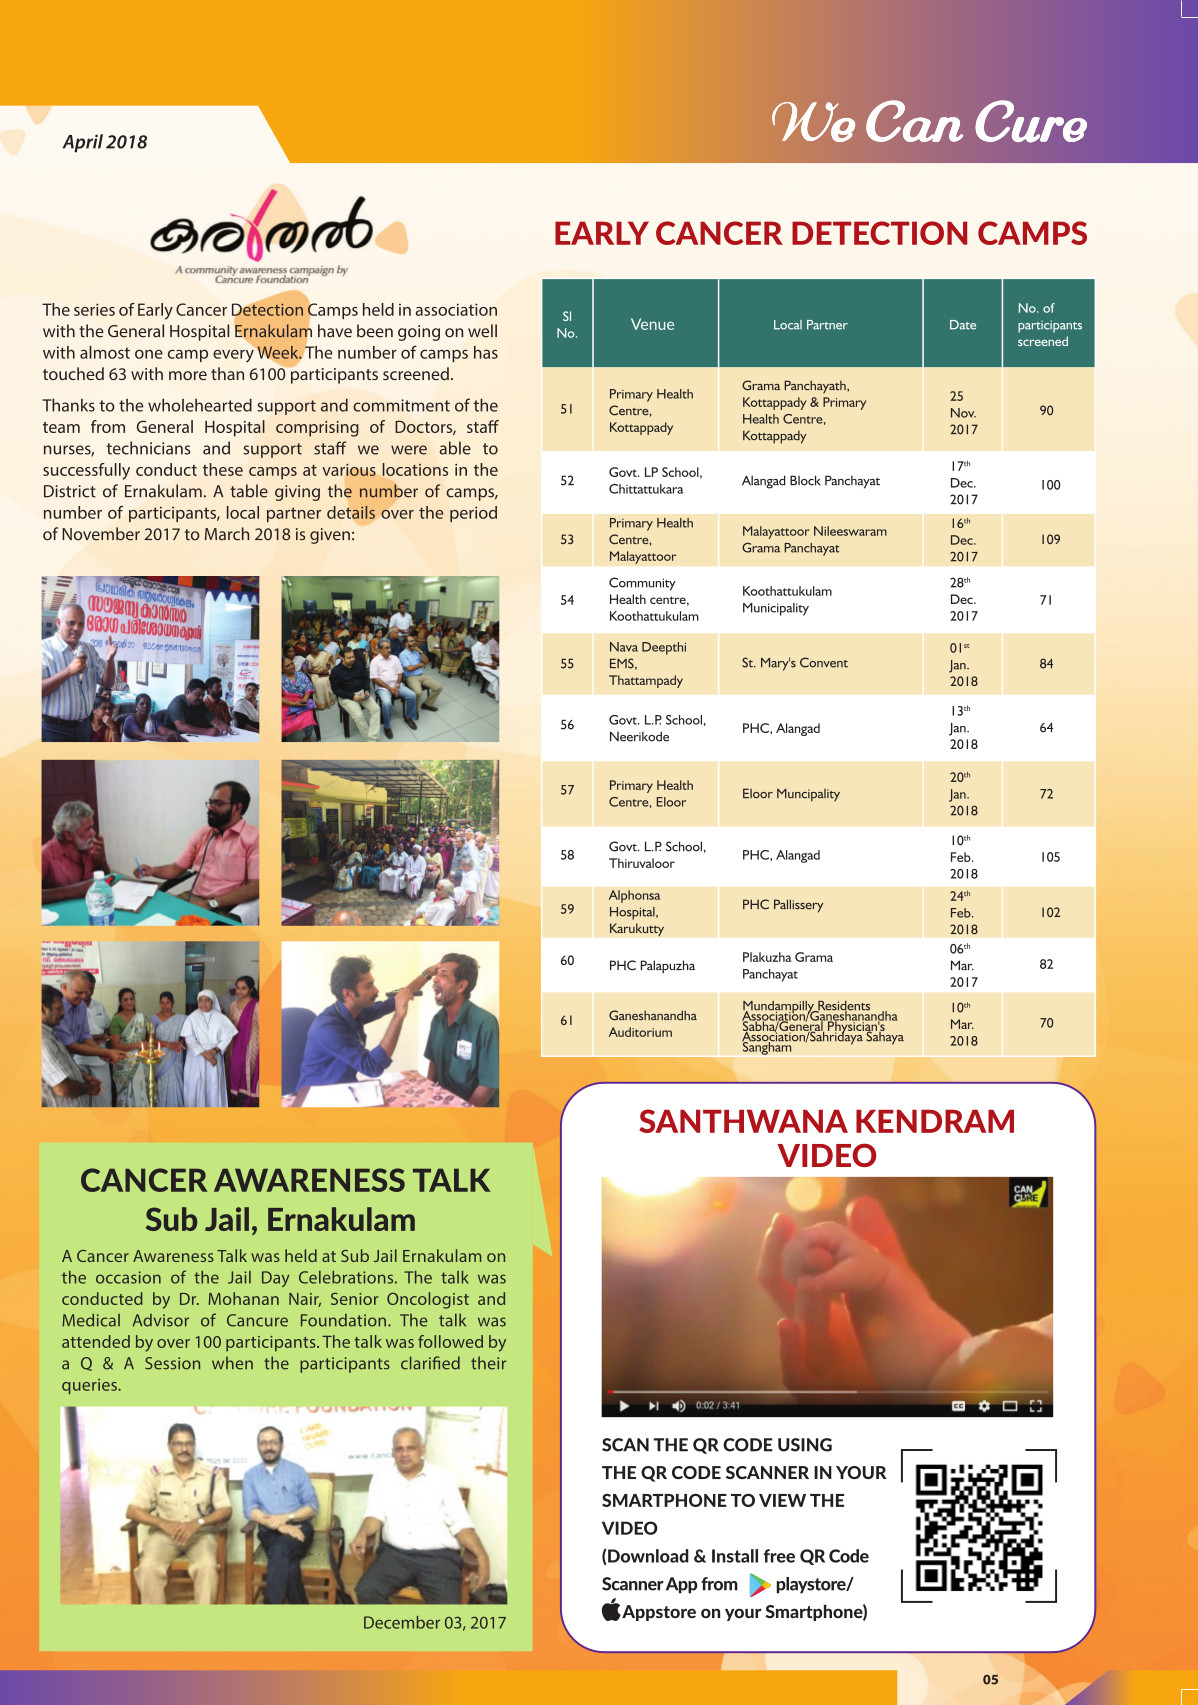 April 2018
We Can Cure
കരുതൽ
A community awareness campaign by
Cancure Foundation
The series of Early Cancer Detection Camps held in association
with the General Hospital Ernakulam have been going on well
with almost one camp every Week. The number of camps has
touched 63 with more than 6100 participants screened.
Thanks to the wholehearted support and commitment of the
team from General Hospital comprising of Doctors, staff
nurses, technicians and support staff we were able to
successfully conduct these camps at various locations in the
District of Ernakulam. A table giving the number of camps,
number of participants, local partner details over the period
of November 2017 to March 2018 is given:
പ്രാഥമിക ആരോഗ്യകേന്ദ്രം
സൗജന്യ കാൻസർ
രോഗ പരിശോധനക്യാമ്പ്
CANCER AWARENESS TALK
Sub Jail, Ernakulam
A Cancer Awareness Talk was held at Sub Jail Ernakulam on
the occasion of the Jail Day Celebrations. The talk was
conducted by Dr. Mohanan Nair, Senior Oncologist and
Medical Advisor of Cancure Foundation. The talk was
attended by over 100 participants. The talk was followed by
a Q & A Session when the participants clarified their
queries.
December 03, 2017
EARLY CANCER DETECTION CAMPS
Sl No. Venue Local Partner Date No. of participants screened
51 Primary Health Centre, Kottappady Grama Panchayath, Kottappady & Primary Health Centre, Kottappady 25 Nov. 2017 90
52 Govt. LP School, Chittattukara Alangad Block Panchayat 17th Dec. 2017 100
53 Primary Health Centre, Malayattoor Malayattoor Nileeswaram Grama Panchayat 16th Dec. 2017 109
54 Community Health centre, Koothattukulam Koothattukulam Municipality 28th Dec. 2017 71
55 Nava Deepthi EMS, Thattampady St. Mary's Convent 01st Jan. 2018 84
56 Govt. L.P. School, Neerikode PHC, Alangad 13th Jan. 2018 64
57 Primary Health Centre, Eloor Eloor Muncipality 20th Jan. 2018 72
58 Govt. L.P. School, Thiruvaloor PHC, Alangad 10th Feb. 2018 105
59 Alphonsa Hospital, Karukutty PHC Pallissery 24th Feb. 2018 102
60 PHC Palapuzha Plakuzha Grama Panchayat 06th Mar. 2017 82
61 Ganeshanandha Auditorium Mundampilly Residents Association/Ganeshanandha Sabha/General Physician's Association/Sahridaya Sahaya Sangham 10th Mar. 2018 70
SANTHWANA KENDRAM
VIDEO
CAN
CURE
0:02 / 3:41
CC
SCAN THE QR CODE USING
THE QR CODE SCANNER IN YOUR
SMARTPHONE TO VIEW THE
VIDEO
(Download & Install free QR Code
Scanner App from playstore/
Appstore on your Smartphone)
05